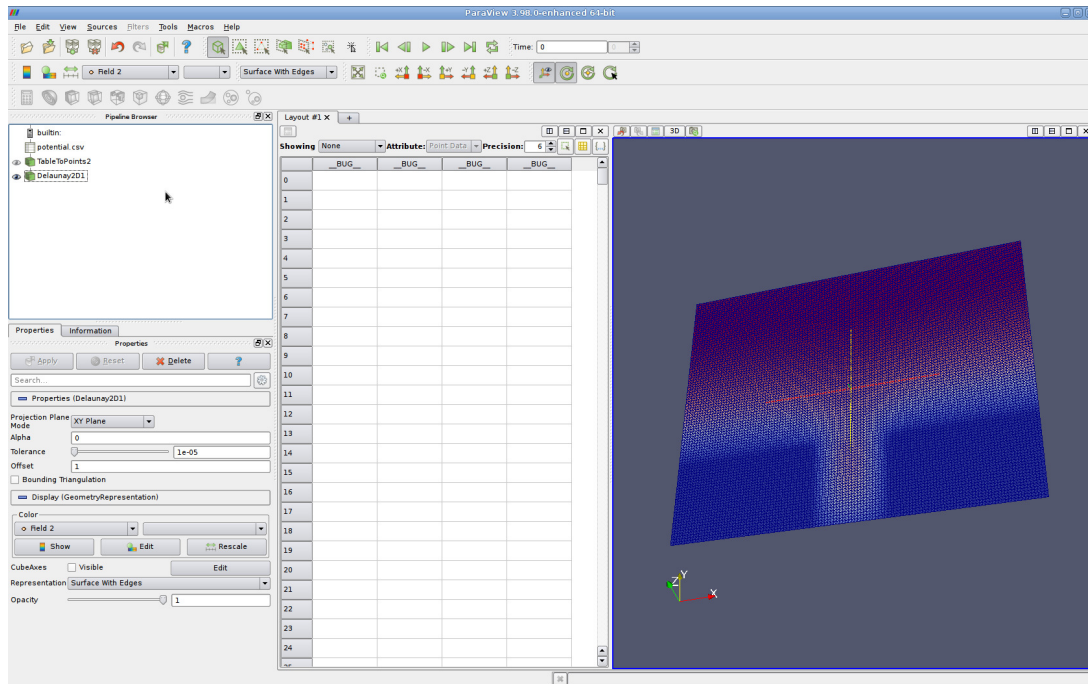 ParaView 3.98.0-enhanced 64-bit
File Edit View Sources Filters Tools Macros Help
Time: 0 0
Field 2 Surface With Edges
+X -X +Y -Y +Z -Z
Pipeline Browser
builtin:
potential.csv
TableToPoints2
Delaunay2D1
Properties Information
Properties
Apply Reset Delete ?
Search...
Properties (Delaunay2D1)
Projection Plane
Mode XY Plane
Alpha 0
Tolerance 1e-05
Offset 1
Bounding Triangulation
Display (GeometryRepresentation)
Color
Field 2
Show Edit Rescale
CubeAxes Visible Edit
Representation Surface With Edges
Opacity 1
Layout #1 × +
Showing None Attribute: Point Data Precision: 6
__BUG__ __BUG__ __BUG__ __BUG__
0
1
2
3
4
5
6
7
8
9
10
11
12
13
14
15
16
17
18
19
20
21
22
23
24
3D
Z Y
X